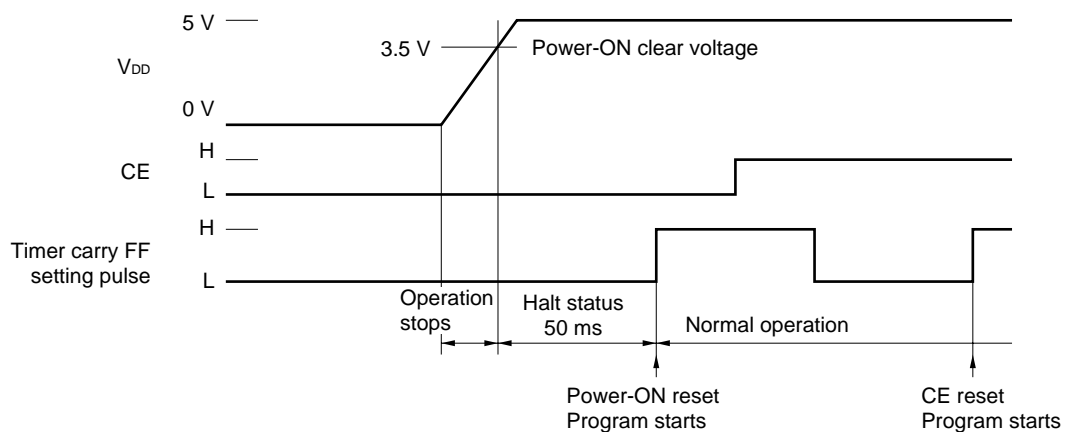 5 V
3.5 V
Power-ON clear voltage
VDD
0 V
H
CE
L
H
Timer carry FF
setting pulse
L
Operation
stops
Halt status
50 ms
Normal operation
Power-ON reset
Program starts
CE reset
Program starts